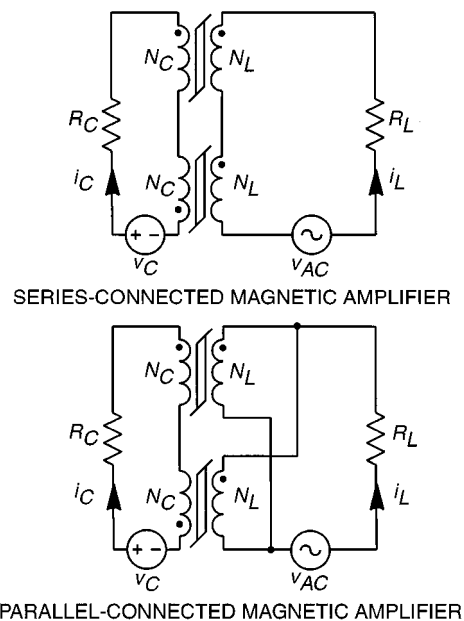 N_C N_L
R_C R_L
i_C N_C N_L i_L
+ −
v_C v_AC
SERIES-CONNECTED MAGNETIC AMPLIFIER
N_C N_L
R_C R_L
i_C N_C N_L i_L
+ −
v_C v_AC
PARALLEL-CONNECTED MAGNETIC AMPLIFIER